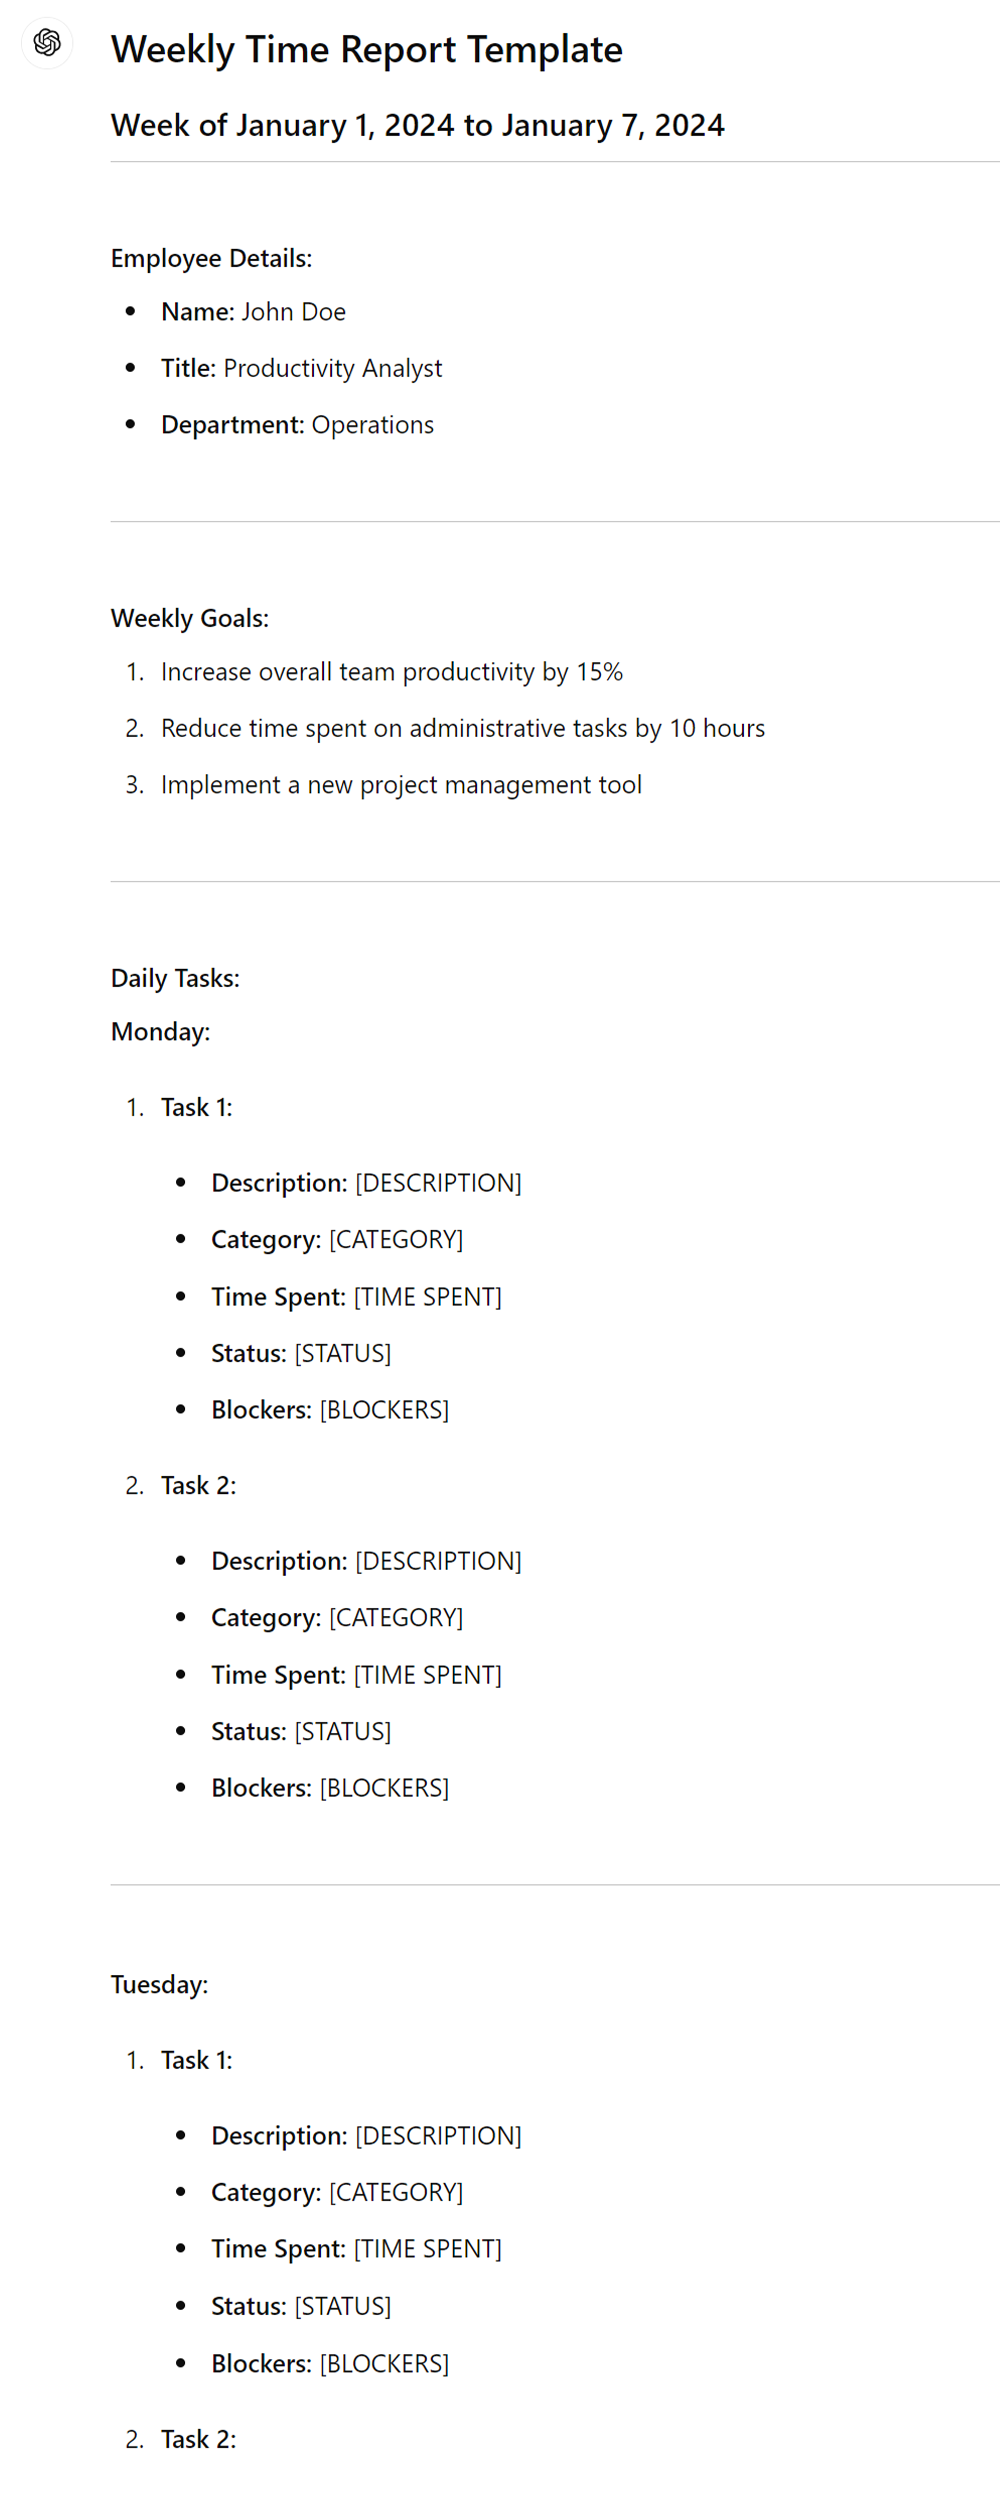 Weekly Time Report Template
Week of January 1, 2024 to January 7, 2024
Employee Details:
• Name: John Doe
• Title: Productivity Analyst
• Department: Operations
Weekly Goals:
1. Increase overall team productivity by 15%
2. Reduce time spent on administrative tasks by 10 hours
3. Implement a new project management tool
Daily Tasks:
Monday:
1. Task 1:
• Description: [DESCRIPTION]
• Category: [CATEGORY]
• Time Spent: [TIME SPENT]
• Status: [STATUS]
• Blockers: [BLOCKERS]
2. Task 2:
• Description: [DESCRIPTION]
• Category: [CATEGORY]
• Time Spent: [TIME SPENT]
• Status: [STATUS]
• Blockers: [BLOCKERS]
Tuesday:
1. Task 1:
• Description: [DESCRIPTION]
• Category: [CATEGORY]
• Time Spent: [TIME SPENT]
• Status: [STATUS]
• Blockers: [BLOCKERS]
2. Task 2: